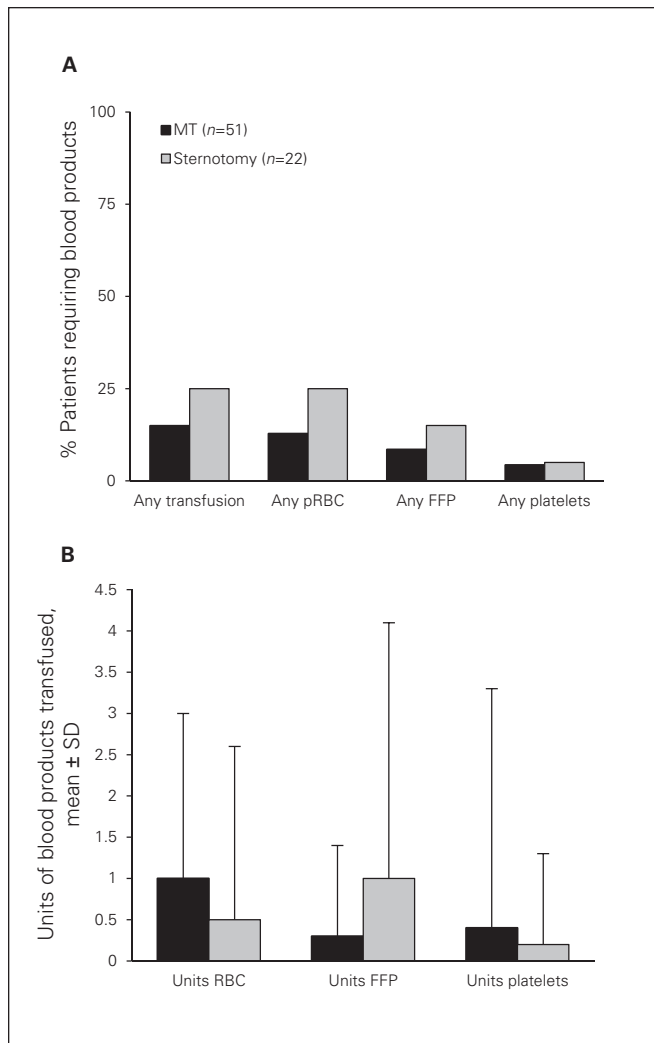 A
% Patients requiring blood products
100
75
50
25
0
MT (n=51)
Sternotomy (n=22)
Any transfusion Any pRBC Any FFP Any platelets
B
Units of blood products transfused,
mean ± SD
4.5
4
3.5
3
2.5
2
1.5
1
0.5
0
Units RBC Units FFP Units platelets